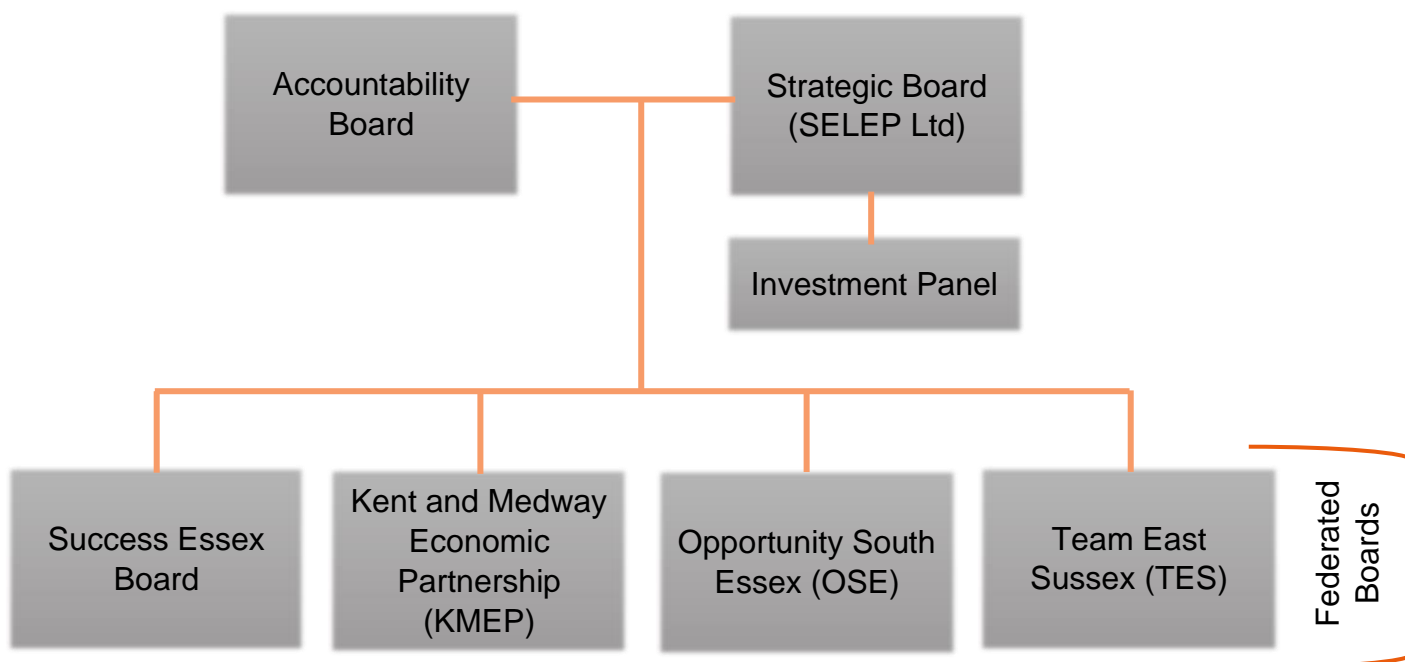 Accountability
Board
Strategic Board
(SELEP Ltd)
Investment Panel
Success Essex
Board
Kent and Medway
Economic
Partnership
(KMEP)
Opportunity South
Essex (OSE)
Team East
Sussex (TES)
Federated
Boards